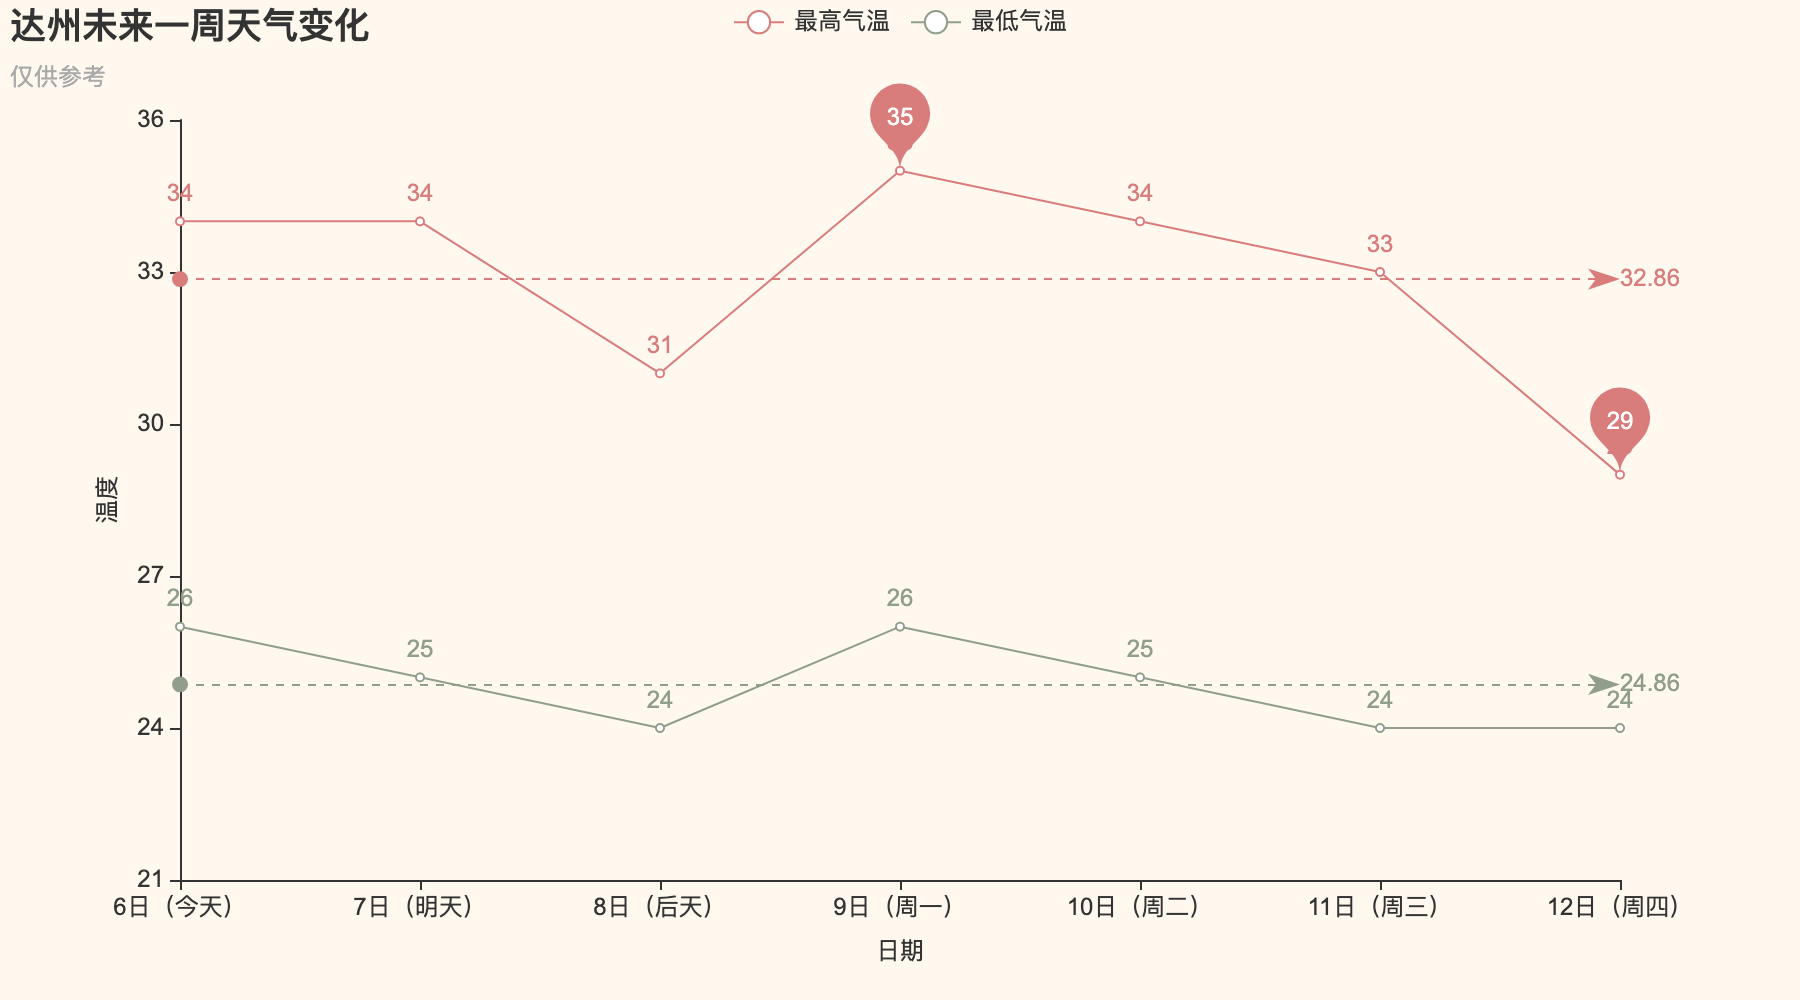 达州未来一周天气变化
仅供参考
最高气温 最低气温
36
33
30
27
24
21
温度
34 34 31 35 34 33 29
32.86
26 25 24 26 25 24 24
24.86
6日（今天） 7日（明天） 8日（后天） 9日（周一） 10日（周二） 11日（周三） 12日（周四）
日期